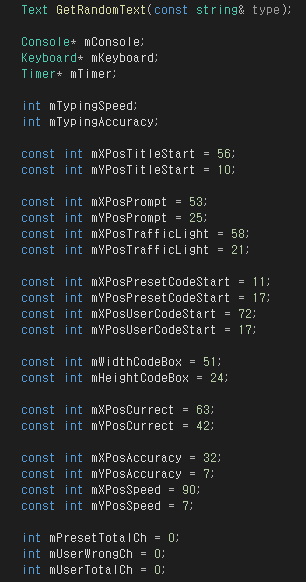 Text GetRandomText(const string& type);
Console* mConsole;
Keyboard* mKeyboard;
Timer* mTimer;
int mTypingSpeed;
int mTypingAccuracy;
const int mXPosTitleStart = 56;
const int mYPosTitleStart = 10;
const int mXPosPrompt = 53;
const int mYPosPrompt = 25;
const int mXPosTrafficLight = 58;
const int mYPosTrafficLight = 21;
const int mXPosPresetCodeStart = 11;
const int mYPosPresetCodeStart = 17;
const int mXPosUserCodeStart = 72;
const int mYPosUserCodeStart = 17;
const int mWidthCodeBox = 51;
const int mHeightCodeBox = 24;
const int mXPosCurrect = 63;
const int mYPosCurrect = 42;
const int mXPosAccuracy = 32;
const int mYPosAccuracy = 7;
const int mXPosSpeed = 90;
const int mYPosSpeed = 7;
int mPresetTotalCh = 0;
int mUserWrongCh = 0;
int mUserTotalCh = 0;